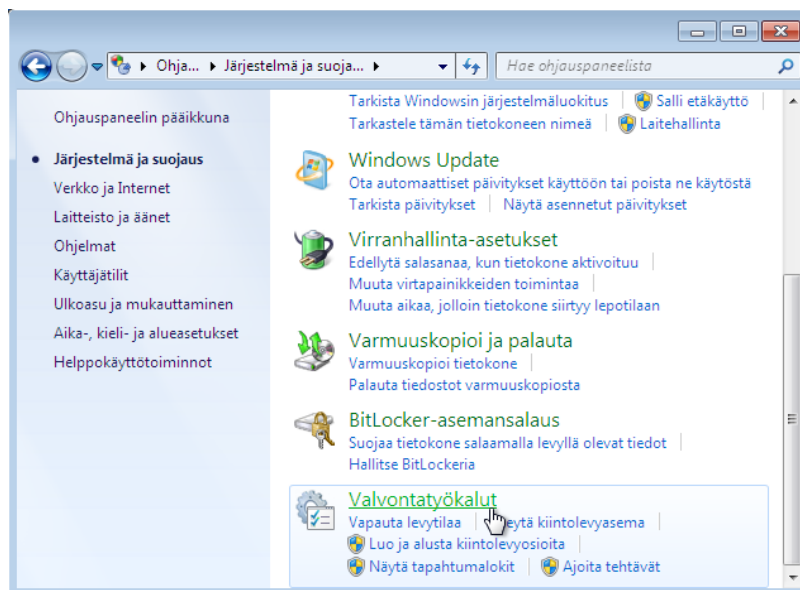 Ohja... Järjestelmä ja suoja...
Hae ohjauspaneelista
Ohjauspaneelin pääikkuna
Järjestelmä ja suojaus
Verkko ja Internet
Laitteisto ja äänet
Ohjelmat
Käyttäjätilit
Ulkoasu ja mukauttaminen
Aika-, kieli- ja alueasetukset
Helppokäyttötoiminnot
Tarkista Windowsin järjestelmäluokitus Salli etäkäyttö
Tarkastele tämän tietokoneen nimeä Laitehallinta
Windows Update
Ota automaattiset päivitykset käyttöön tai poista ne käytöstä
Tarkista päivitykset Näytä asennetut päivitykset
Virranhallinta-asetukset
Edellytä salasanaa, kun tietokone aktivoituu
Muuta virtapainikkeiden toimintaa
Muuta aikaa, jolloin tietokone siirtyy lepotilaan
Varmuuskopioi ja palauta
Varmuuskopioi tietokone
Palauta tiedostot varmuuskopiosta
BitLocker-asemansalaus
Suojaa tietokone salaamalla levyllä olevat tiedot
Hallitse BitLockeria
Valvontatyökalut
Vapauta levytilaa kiintolevyasema
Luo ja alusta kiintolevyosioita
Näytä tapahtumalokit Ajoita tehtävät